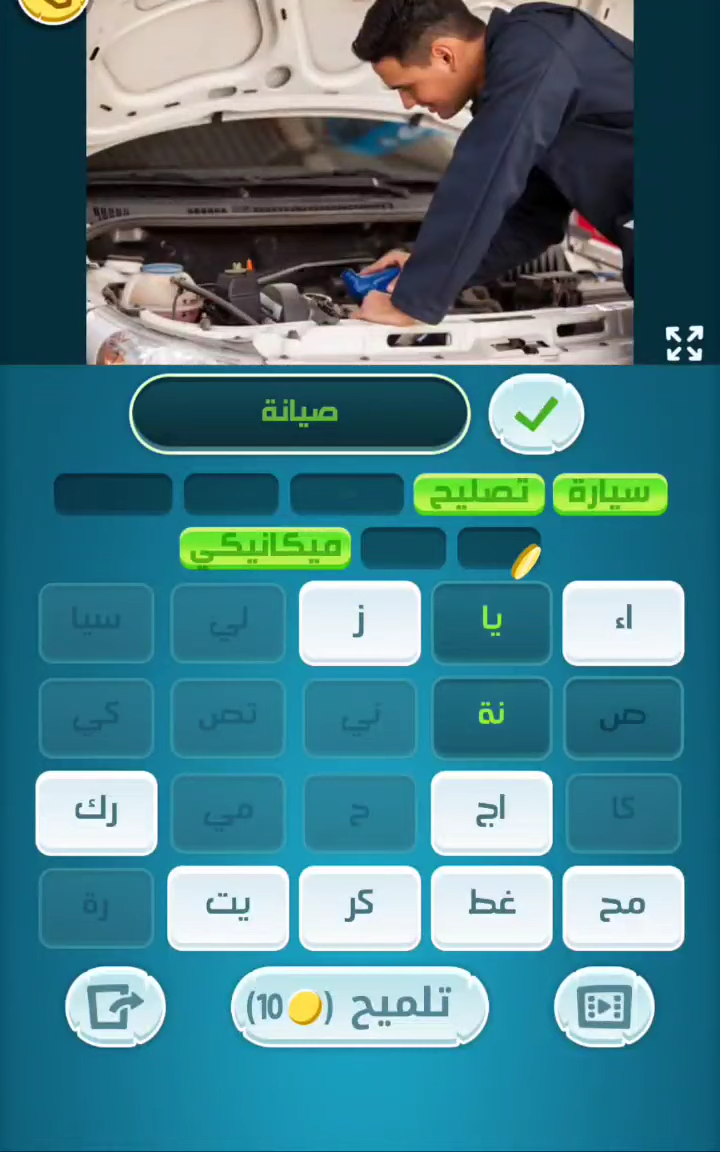 صيانة
سيارة تصليح
ميكانيكي
اء يا ز لي سيا
ص نة ني تص كي
كا اج ح مي رك
مح غط كر يت رة
تلميح (10)